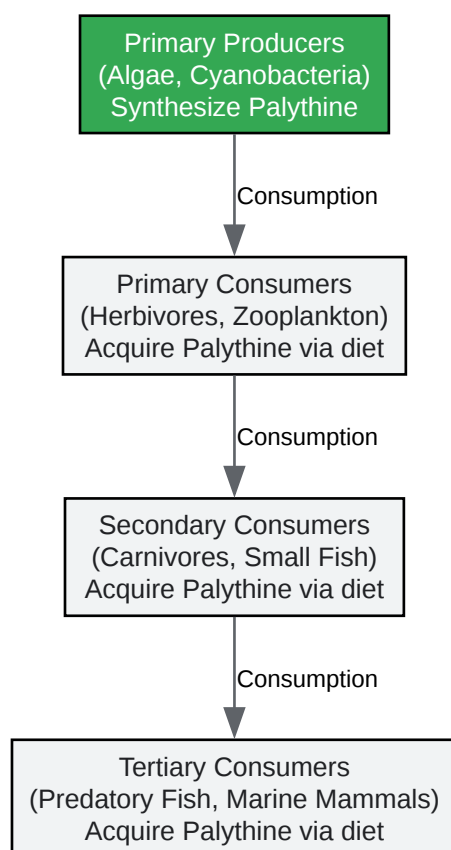 Primary Producers
(Algae, Cyanobacteria)
Synthesize Palythine
Consumption
Primary Consumers
(Herbivores, Zooplankton)
Acquire Palythine via diet
Consumption
Secondary Consumers
(Carnivores, Small Fish)
Acquire Palythine via diet
Consumption
Tertiary Consumers
(Predatory Fish, Marine Mammals)
Acquire Palythine via diet